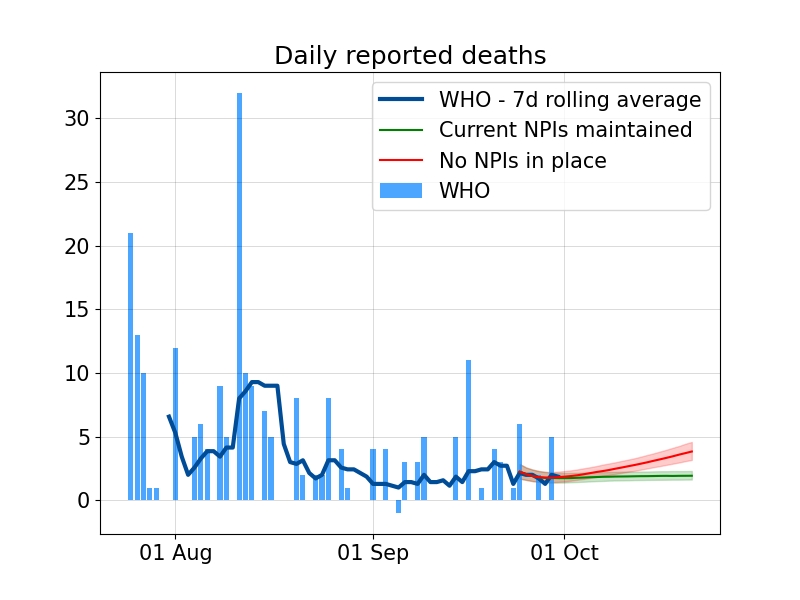 Daily reported deaths
WHO - 7d rolling average
Current NPIs maintained
No NPIs in place
WHO
30
25
20
15
10
5
0
01 Aug
01 Sep
01 Oct